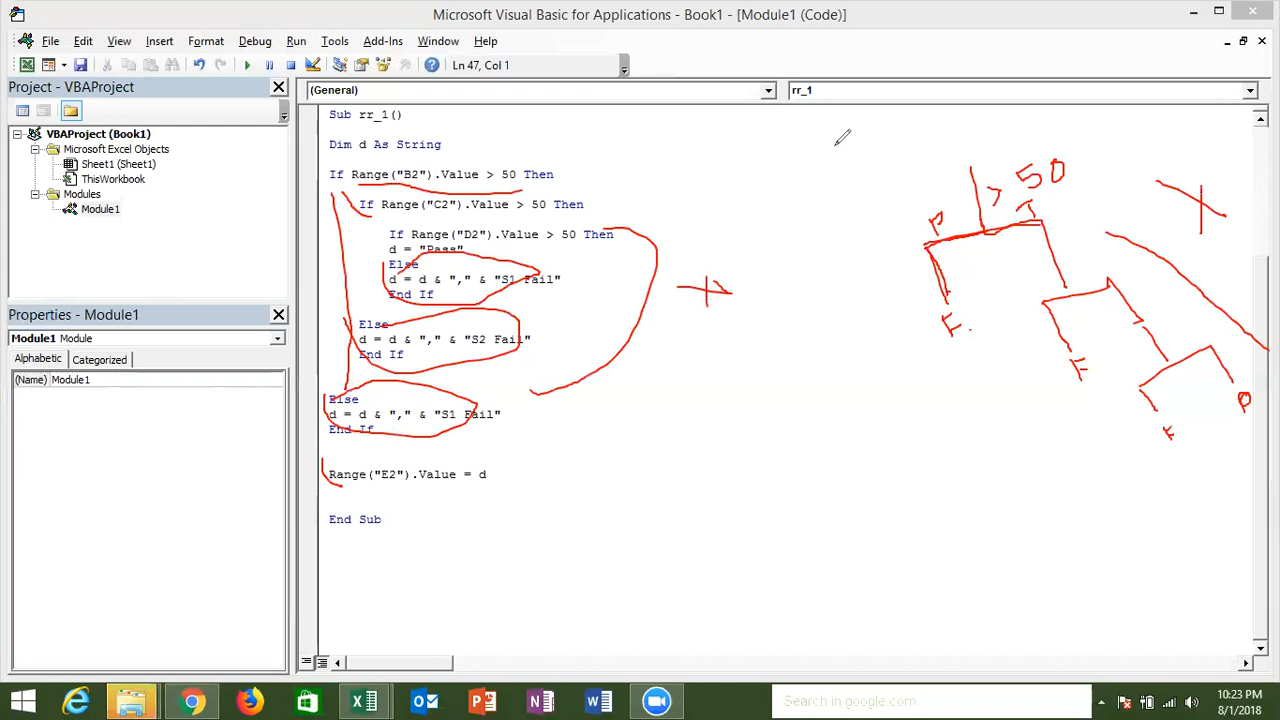 Microsoft Visual Basic for Applications - Book1 - [Module1 (Code)]
File Edit View Insert Format Debug Run Tools Add-Ins Window Help
Ln 47, Col 1
Project - VBAProject
(General)
rr_1
VBAProject (Book1)
Microsoft Excel Objects
Sheet1 (Sheet1)
ThisWorkbook
Modules
Module1
Properties - Module1
Module1 Module
Alphabetic Categorized
(Name) Module1
Sub rr_1()
Dim d As String
If Range("B2").Value > 50 Then
If Range("C2").Value > 50 Then
If Range("D2").Value > 50 Then
d = "Pass"
Else
d = d & "," & "S1 Fail"
End If
Else
d = d & "," & "S2 Fail"
End If
Else
d = d & "," & "S1 Fail"
End If
Range("E2").Value = d
End Sub
> 50
P
T
F
F
F
P
Search in google.com
10:23 PM
8/1/2018